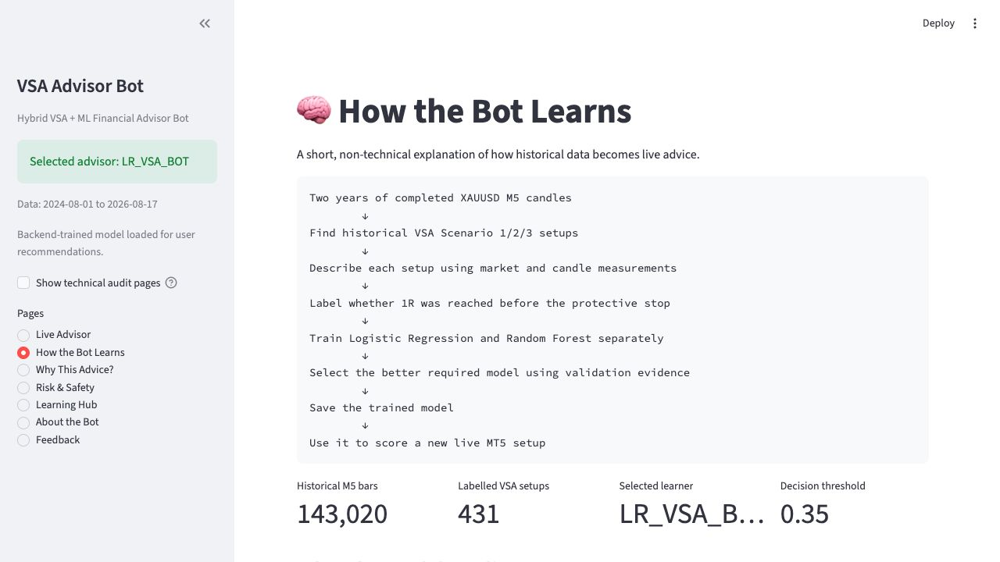 Deploy
VSA Advisor Bot
Hybrid VSA + ML Financial Advisor Bot
Selected advisor: LR_VSA_BOT
Data: 2024-08-01 to 2026-08-17
Backend-trained model loaded for user
recommendations.
Show technical audit pages
Pages
Live Advisor
How the Bot Learns
Why This Advice?
Risk & Safety
Learning Hub
About the Bot
Feedback
How the Bot Learns
A short, non-technical explanation of how historical data becomes live advice.
Two years of completed XAUUSD M5 candles
↓
Find historical VSA Scenario 1/2/3 setups
↓
Describe each setup using market and candle measurements
↓
Label whether 1R was reached before the protective stop
↓
Train Logistic Regression and Random Forest separately
↓
Select the better required model using validation evidence
↓
Save the trained model
↓
Use it to score a new live MT5 setup
Historical M5 bars
143,020
Labelled VSA setups
431
Selected learner
LR_VSA_B…
Decision threshold
0.35